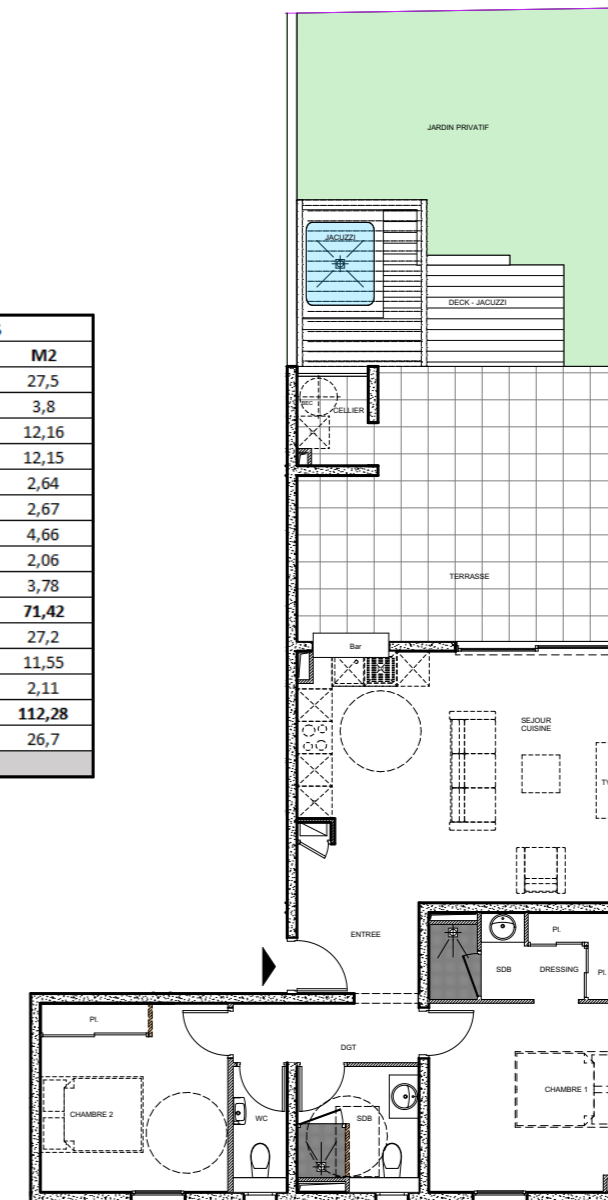 M2
27,5
3,8
12,16
12,15
2,64
2,67
4,66
2,06
3,78
71,42
27,2
11,55
2,11
112,28
26,7
JARDIN PRIVATIF
JACUZZI
DECK - JACUZZI
BEC
CELLIER
TERRASSE
Bar
SEJOUR
CUISINE
ENTREE
Pl.
SDB
DRESSING
Pl.
Pl.
DGT
CHAMBRE 2
WC
SDB
CHAMBRE 1